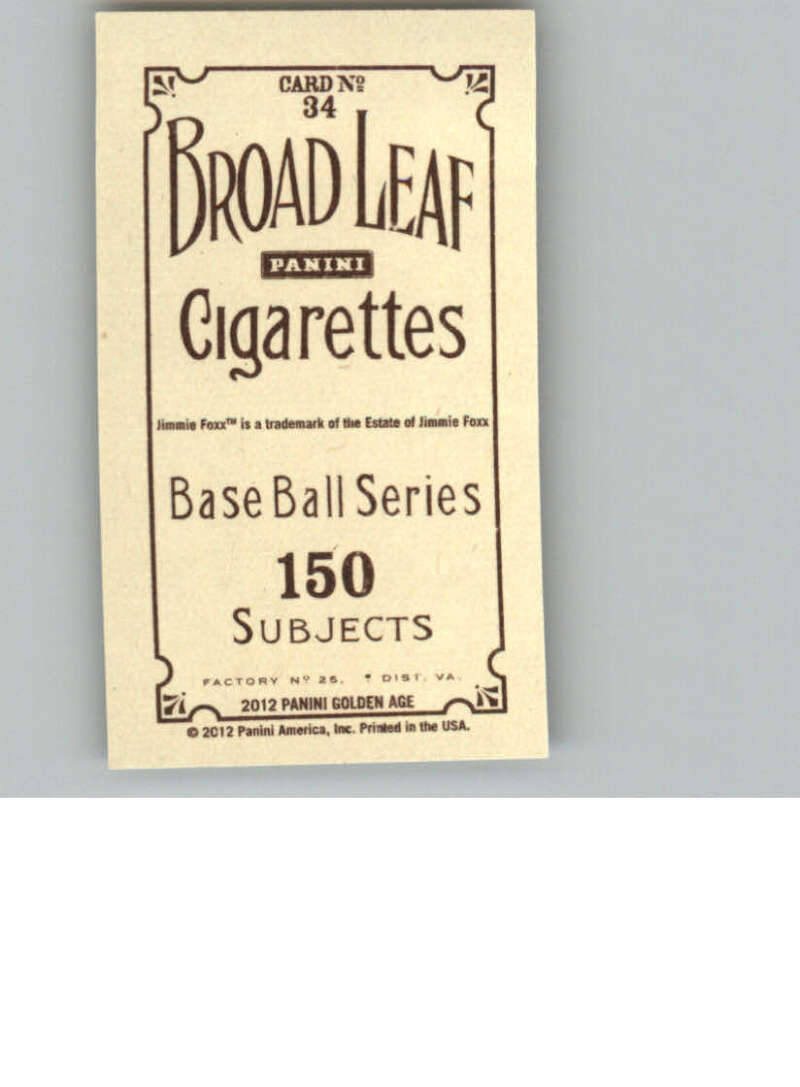 CARD Nº
34
BROAD LEAF
PANINI
Cigarettes
Jimmie Foxx™ is a trademark of the Estate of Jimmie Foxx
Base Ball Series
150
SUBJECTS
FACTORY Nº 25. DIST. VA.
2012 PANINI GOLDEN AGE
© 2012 Panini America, Inc. Printed in the USA.